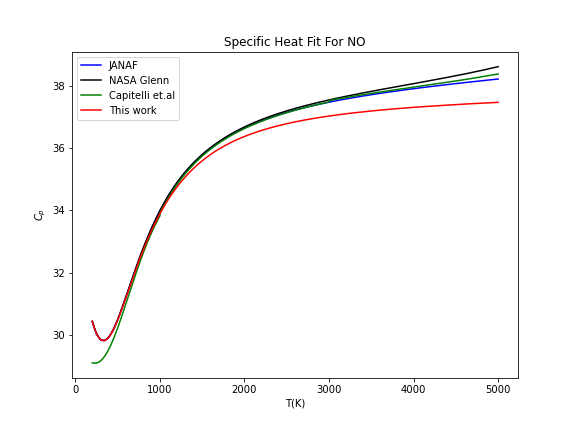 Specific Heat Fit For NO
JANAF
NASA Glenn
Capitelli et.al
This work
38
36
34
32
30
C_p
0
1000
2000
3000
4000
5000
T(K)